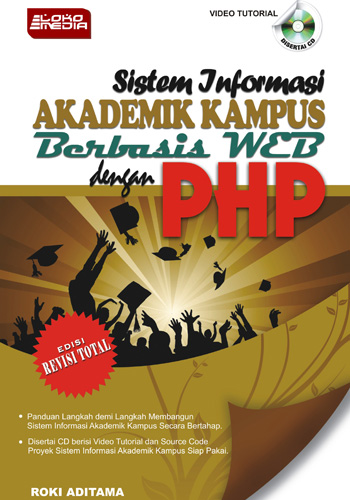 LOKO
MEDIA
VIDEO TUTORIAL
DISERTAI CD
Sistem Informasi
AKADEMIK KAMPUS
Berbasis WEB
dengan
PHP
EDISI
REVISI TOTAL
• Panduan Langkah demi Langkah Membangun
Sistem Informasi Akademik Kampus Secara Bertahap.
• Disertai CD berisi Video Tutorial dan Source Code
Proyek Sistem Informasi Akademik Kampus Siap Pakai.
ROKI ADITAMA